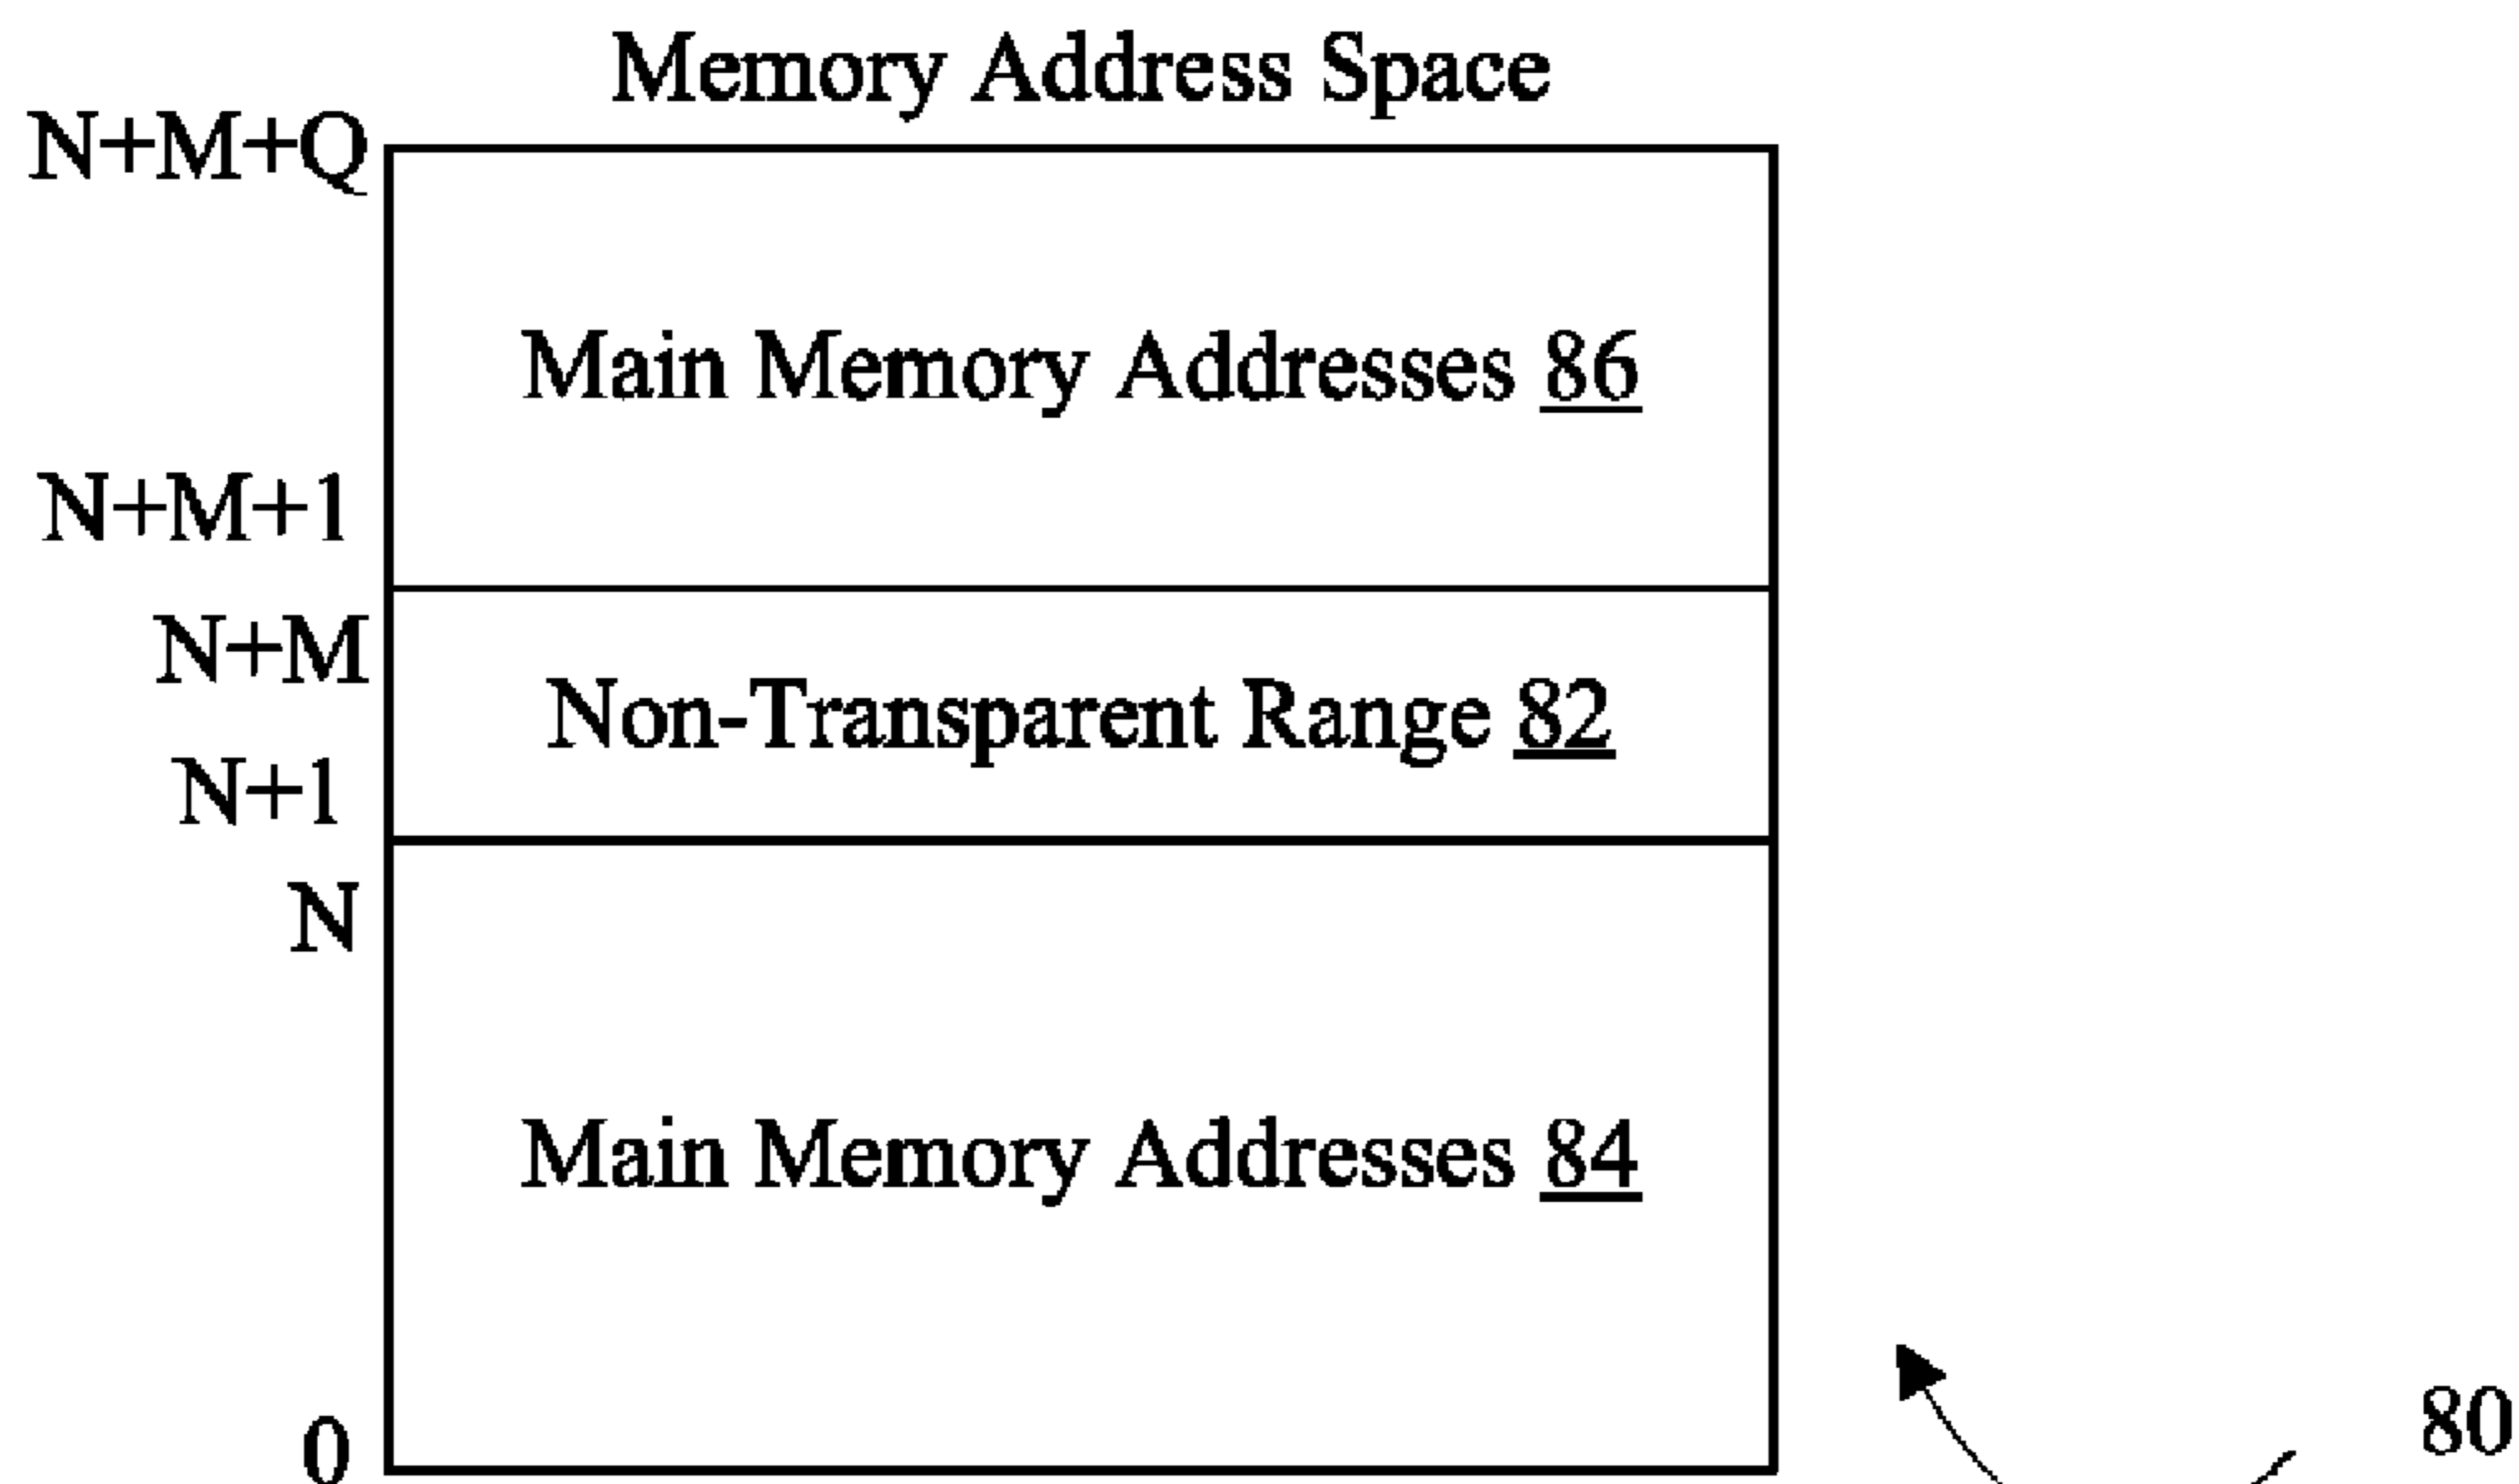 Memory Address Space
N+M+Q
Main Memory Addresses 86
N+M+1
N+M
Non-Transparent Range 82
N+1
N
Main Memory Addresses 84
80
0